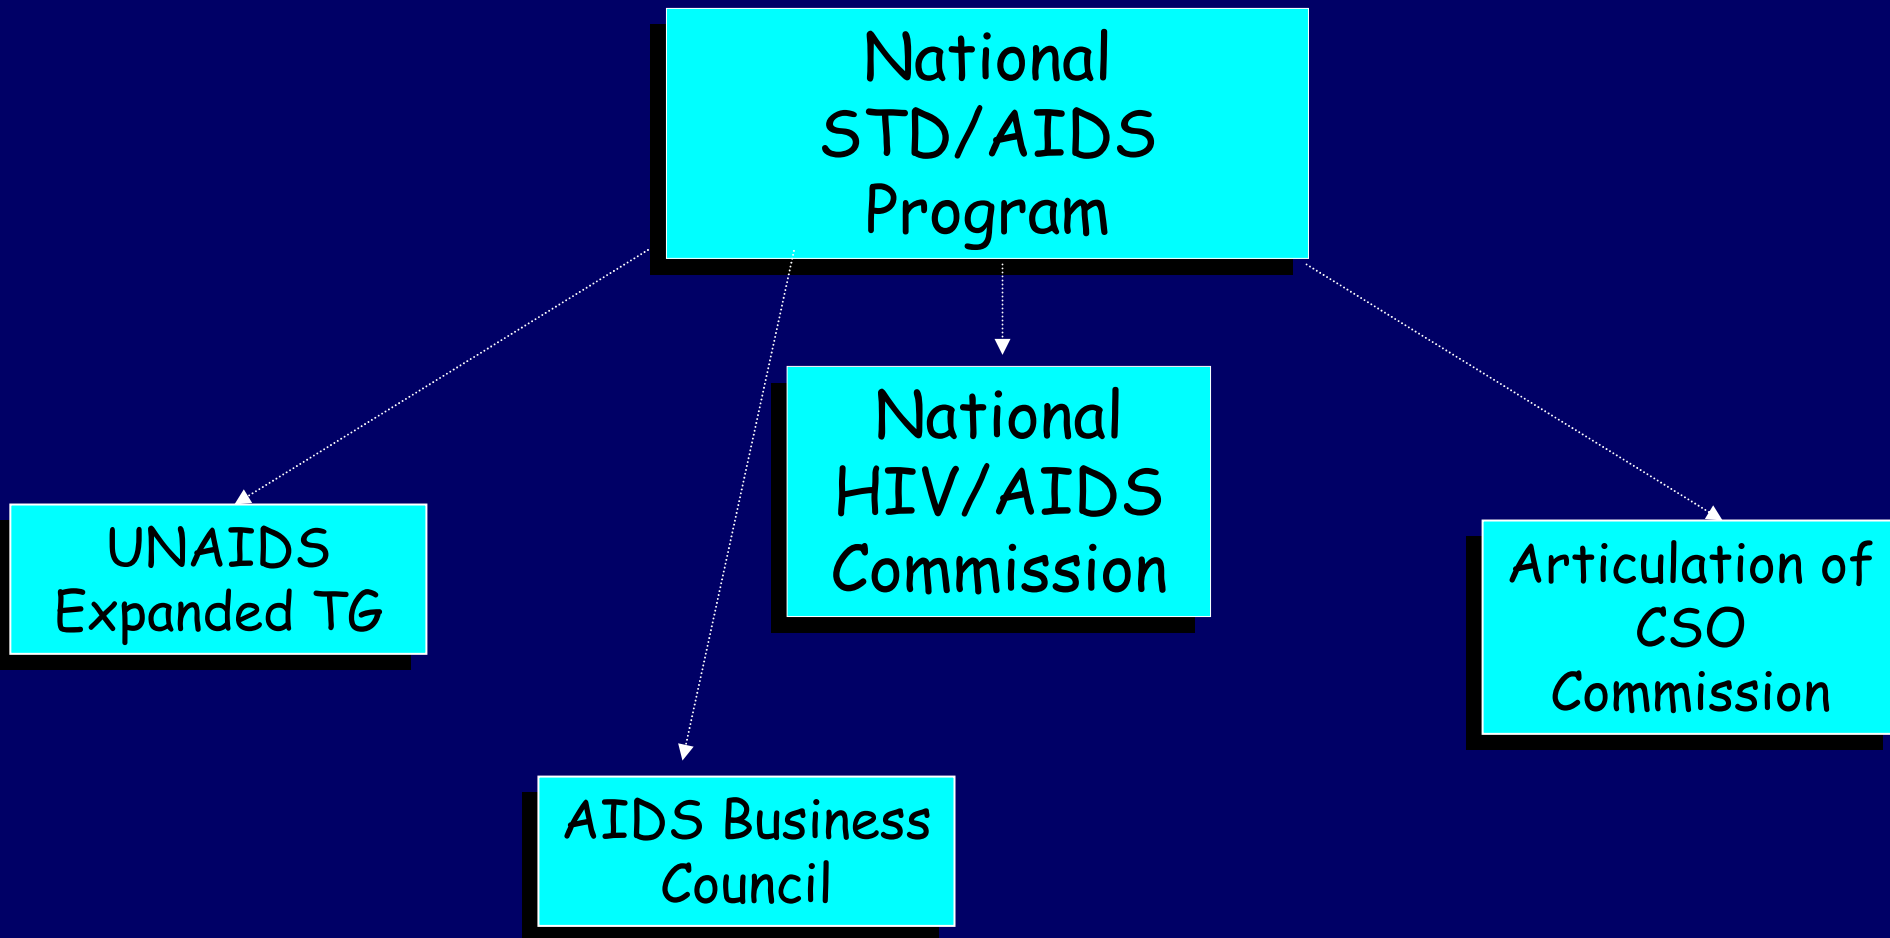 National
STD/AIDS
Program
National
HIV/AIDS
Commission
UNAIDS
Expanded TG
Articulation of
CSO
Commission
AIDS Business
Council